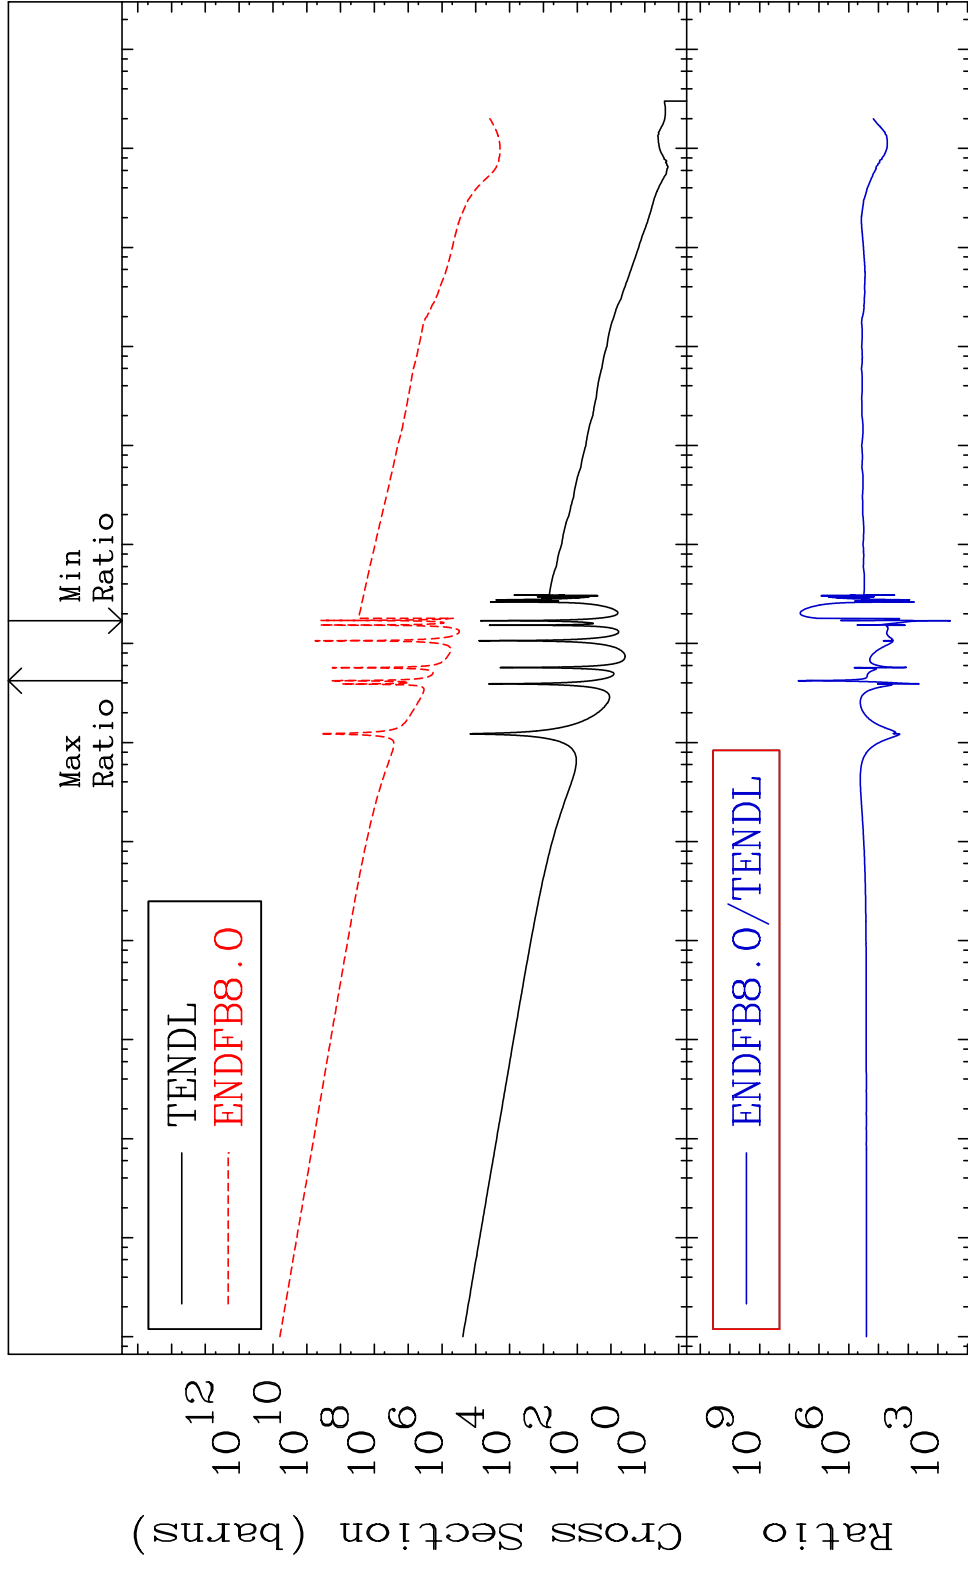 Max
Ratio
Min
Ratio
TENDL
ENDFB8.0
10 12
10 10
10 8
10 6
10 4
10 2
10 0
Cross Section (barns)
ENDFB8.0/TENDL
10 9
10 6
10 3
Ratio